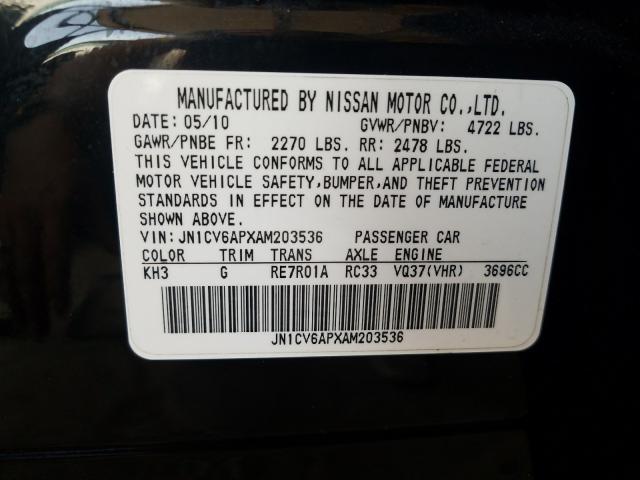 MANUFACTURED BY NISSAN MOTOR CO.,LTD.
DATE: 05/10 GVWR/PNBV: 4722 LBS.
GAWR/PNBE FR: 2270 LBS. RR: 2478 LBS.
THIS VEHICLE CONFORMS TO ALL APPLICABLE FEDERAL
MOTOR VEHICLE SAFETY,BUMPER,AND THEFT PREVENTION
STANDARDS IN EFFECT ON THE DATE OF MANUFACTURE
SHOWN ABOVE.
VIN: JN1CV6APXAM203536 PASSENGER CAR
COLOR TRIM TRANS AXLE ENGINE
KH3 G RE7R01A RC33 VQ37(VHR) 3696CC
JN1CV6APXAM203536